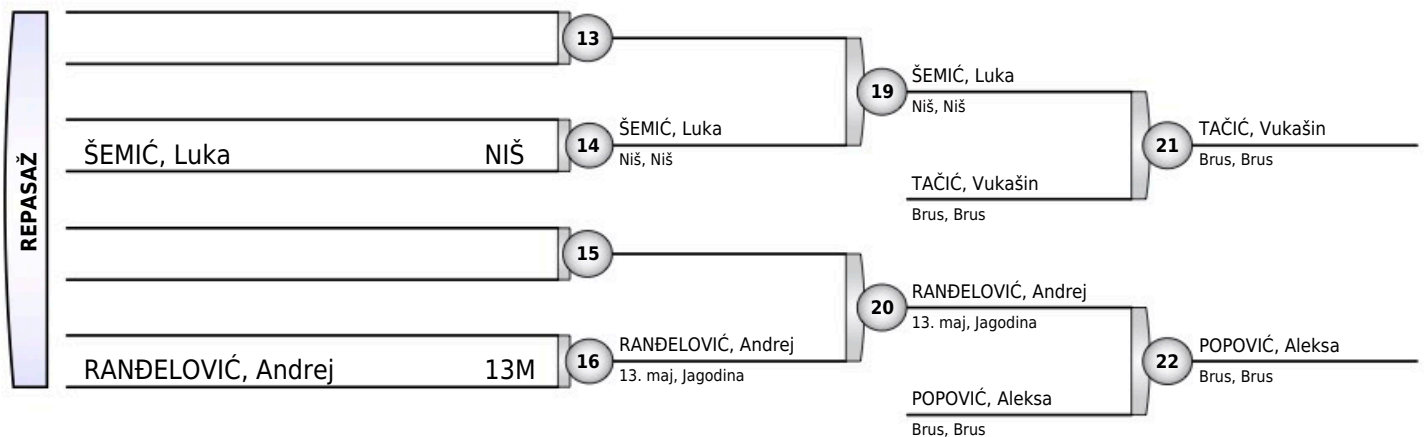 REPASAŽ
13
ŠEMIĆ, Luka NIŠ
14
ŠEMIĆ, Luka
Niš, Niš
19
ŠEMIĆ, Luka
Niš, Niš
TAČIĆ, Vukašin
Brus, Brus
21
TAČIĆ, Vukašin
Brus, Brus
15
RANĐELOVIĆ, Andrej 13M
16
RANĐELOVIĆ, Andrej
13. maj, Jagodina
20
RANĐELOVIĆ, Andrej
13. maj, Jagodina
POPOVIĆ, Aleksa
Brus, Brus
22
POPOVIĆ, Aleksa
Brus, Brus